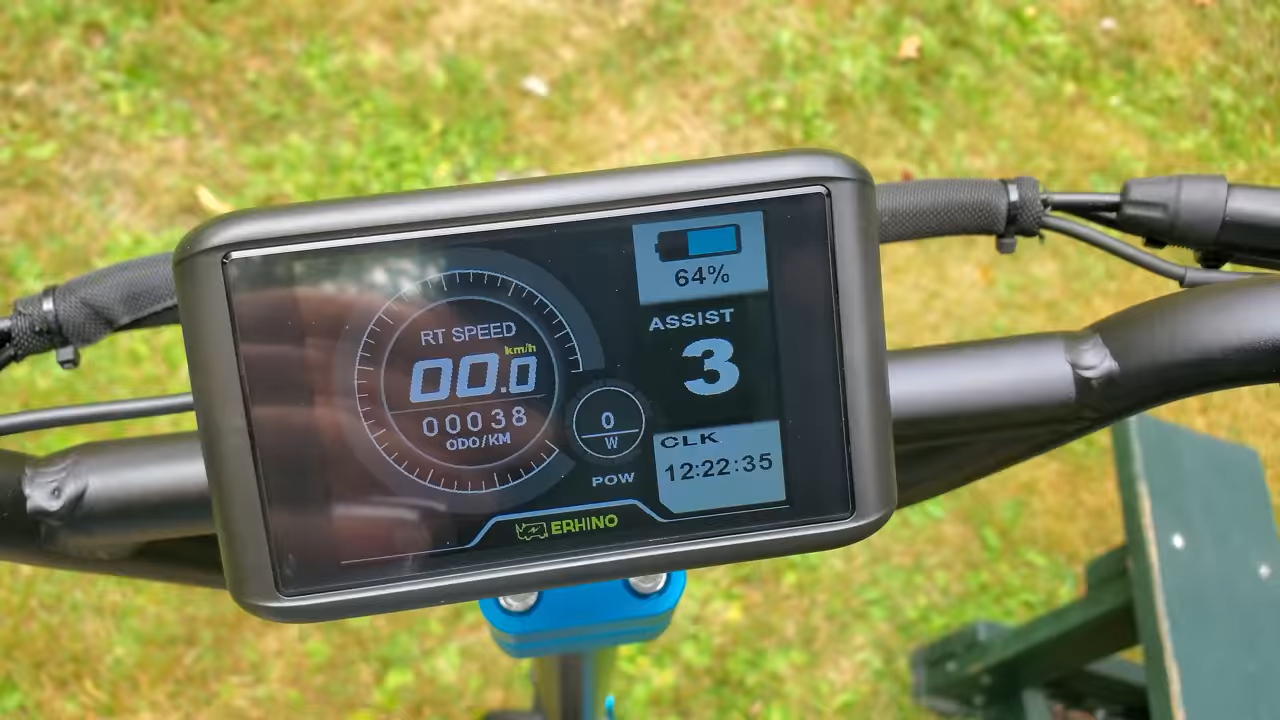 64%
ASSIST
3
RT SPEED
km/h
00.0
00038
ODO/KM
0
W
POW
CLK
12:22:35
ERHINO